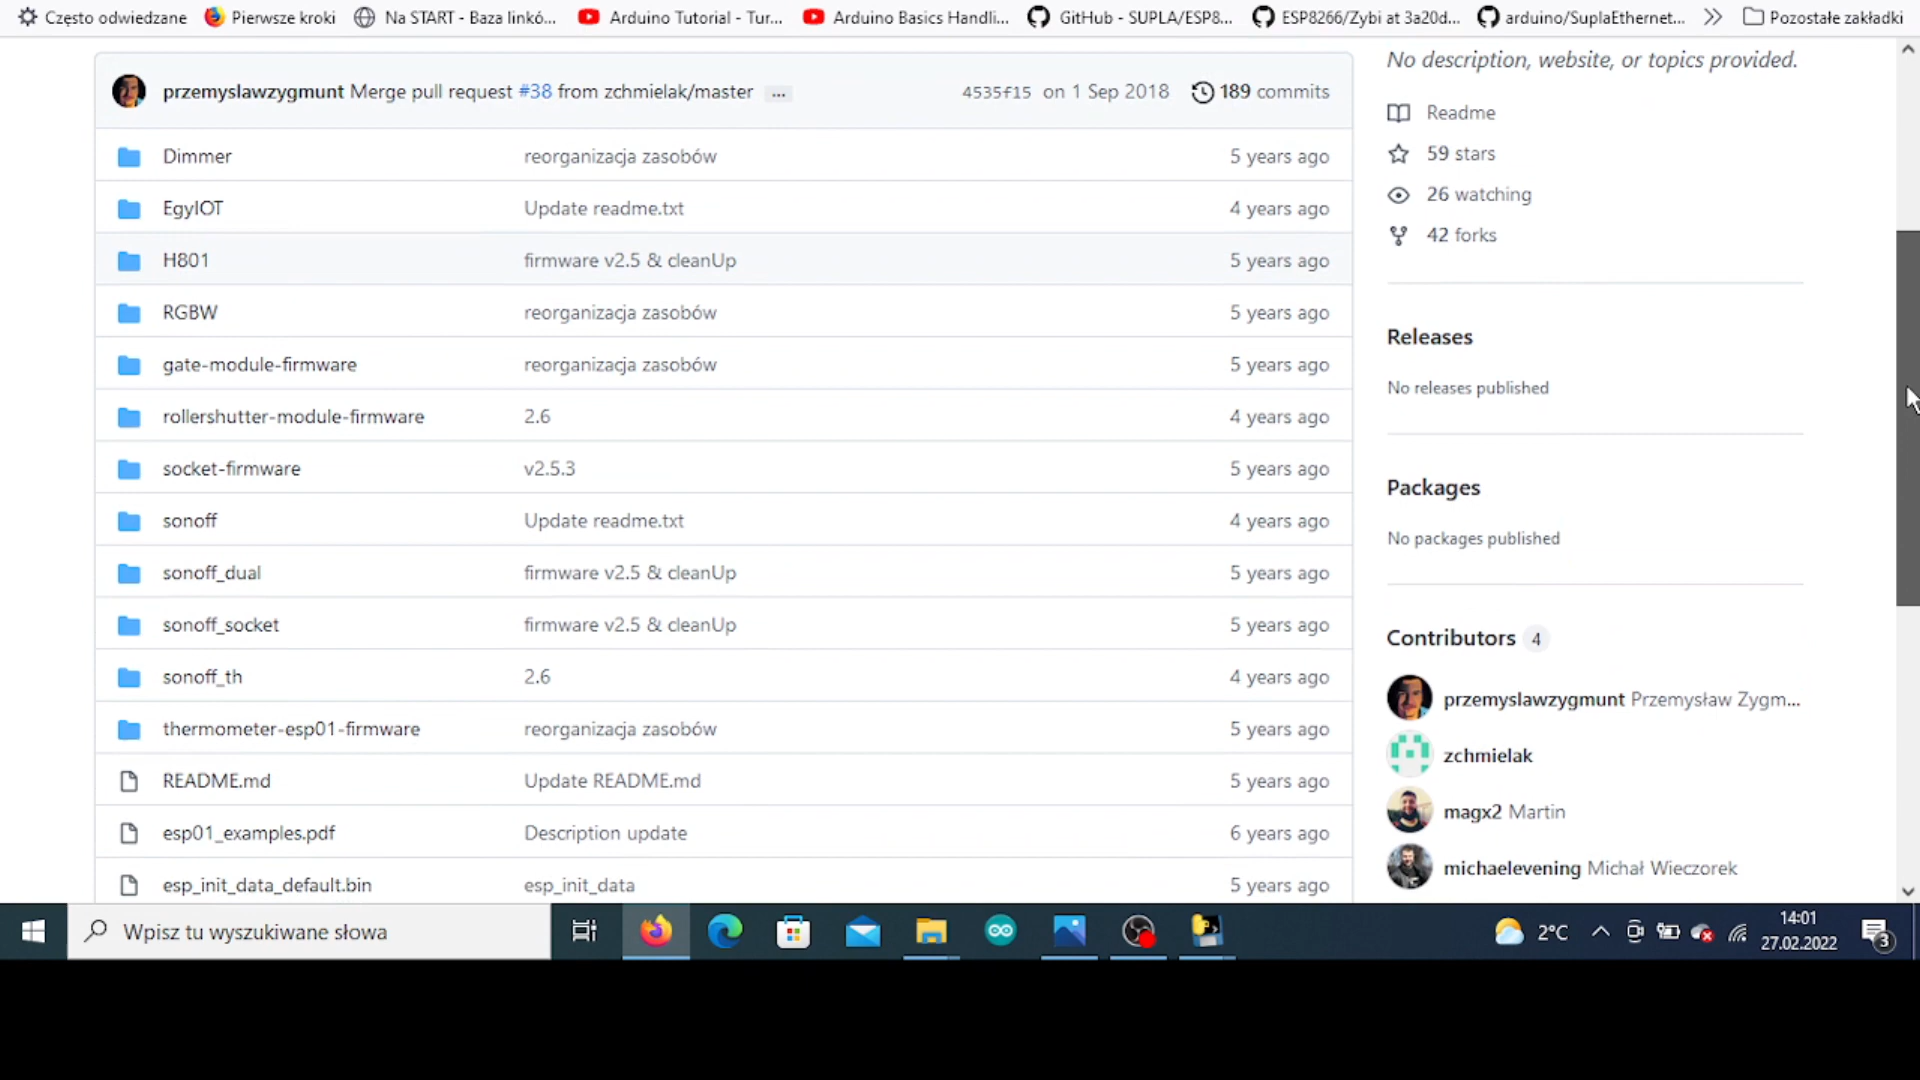 Często odwiedzane Pierwsze kroki Na START - Baza linkó... Arduino Tutorial - Tur... Arduino Basics Handli... GitHub - SUPLA/ESP8... ESP8266/Zybi at 3a20d... arduino/SuplaEthernet... Pozostałe zakładki
przemyslawzygmunt Merge pull request #38 from zchmielak/master ... 4535f15 on 1 Sep 2018 189 commits
Dimmer reorganizacja zasobów 5 years ago
EgyIOT Update readme.txt 4 years ago
H801 firmware v2.5 & cleanUp 5 years ago
RGBW reorganizacja zasobów 5 years ago
gate-module-firmware reorganizacja zasobów 5 years ago
rollershutter-module-firmware 2.6 4 years ago
socket-firmware v2.5.3 5 years ago
sonoff Update readme.txt 4 years ago
sonoff_dual firmware v2.5 & cleanUp 5 years ago
sonoff_socket firmware v2.5 & cleanUp 5 years ago
sonoff_th 2.6 4 years ago
thermometer-esp01-firmware reorganizacja zasobów 5 years ago
README.md Update README.md 5 years ago
esp01_examples.pdf Description update 6 years ago
esp_init_data_default.bin esp_init_data 5 years ago
No description, website, or topics provided.
Readme
59 stars
26 watching
42 forks
Releases
No releases published
Packages
No packages published
Contributors 4
przemyslawzygmunt Przemysław Zygm...
zchmielak
magx2 Martin
michaelevening Michał Wieczorek
Wpisz tu wyszukiwane słowa
2°C
14:01
27.02.2022
3